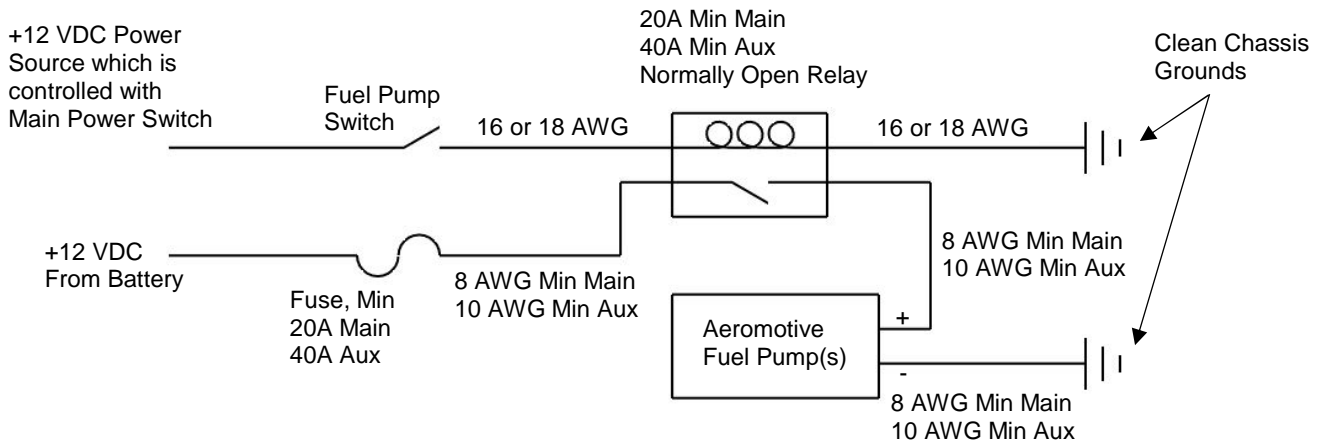 +12 VDC Power
Source which is
controlled with
Main Power Switch
Fuel Pump
Switch
16 or 18 AWG
20A Min Main
40A Min Aux
Normally Open Relay
16 or 18 AWG
Clean Chassis
Grounds
+12 VDC
From Battery
Fuse, Min
20A Main
40A Aux
8 AWG Min Main
10 AWG Min Aux
8 AWG Min Main
10 AWG Min Aux
Aeromotive
Fuel Pump(s)
+
-
8 AWG Min Main
10 AWG Min Aux